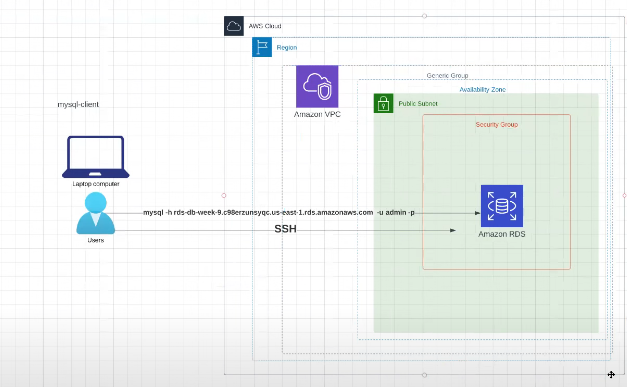 AWS Cloud
Region
Generic Group
Availability Zone
Public Subnet
mysql-client
Amazon VPC
Security Group
Laptop computer
mysql -h rds-db-week-9.c98erzunsyqc.us-east-1.rds.amazonaws.com -u admin -p
SSH
Amazon RDS
Users